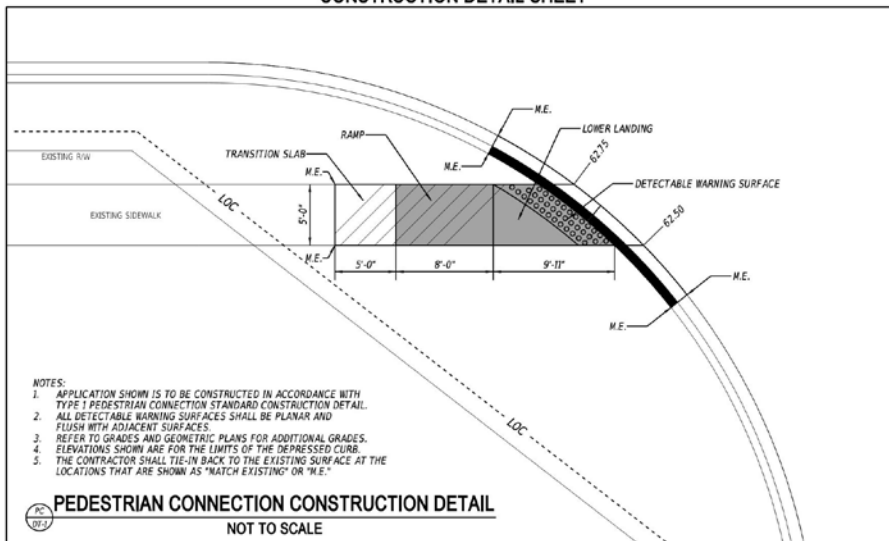 CONSTRUCTION DETAIL SHEET
M.E.
LOWER LANDING
RAMP
62.75
TRANSITION SLAB
M.E.
EXISTING R/W
M.E.
DETECTABLE WARNING SURFACE
LOC
5'-0"
EXISTING SIDEWALK
62.50
M.E.
5'-0"
8'-0"
9'-11"
M.E.
M.E.
NOTES:
1. APPLICATION SHOWN IS TO BE CONSTRUCTED IN ACCORDANCE WITH
TYPE 1 PEDESTRIAN CONNECTION STANDARD CONSTRUCTION DETAIL.
2. ALL DETECTABLE WARNING SURFACES SHALL BE PLANAR AND
FLUSH WITH ADJACENT SURFACES.
3. REFER TO GRADES AND GEOMETRIC PLANS FOR ADDITIONAL GRADES.
4. ELEVATIONS SHOWN ARE FOR THE LIMITS OF THE DEPRESSED CURB.
5. THE CONTRACTOR SHALL TIE-IN BACK TO THE EXISTING SURFACE AT THE
LOCATIONS THAT ARE SHOWN AS "MATCH EXISTING" OR "M.E."
LOC
PC
DT-1
PEDESTRIAN CONNECTION CONSTRUCTION DETAIL
NOT TO SCALE